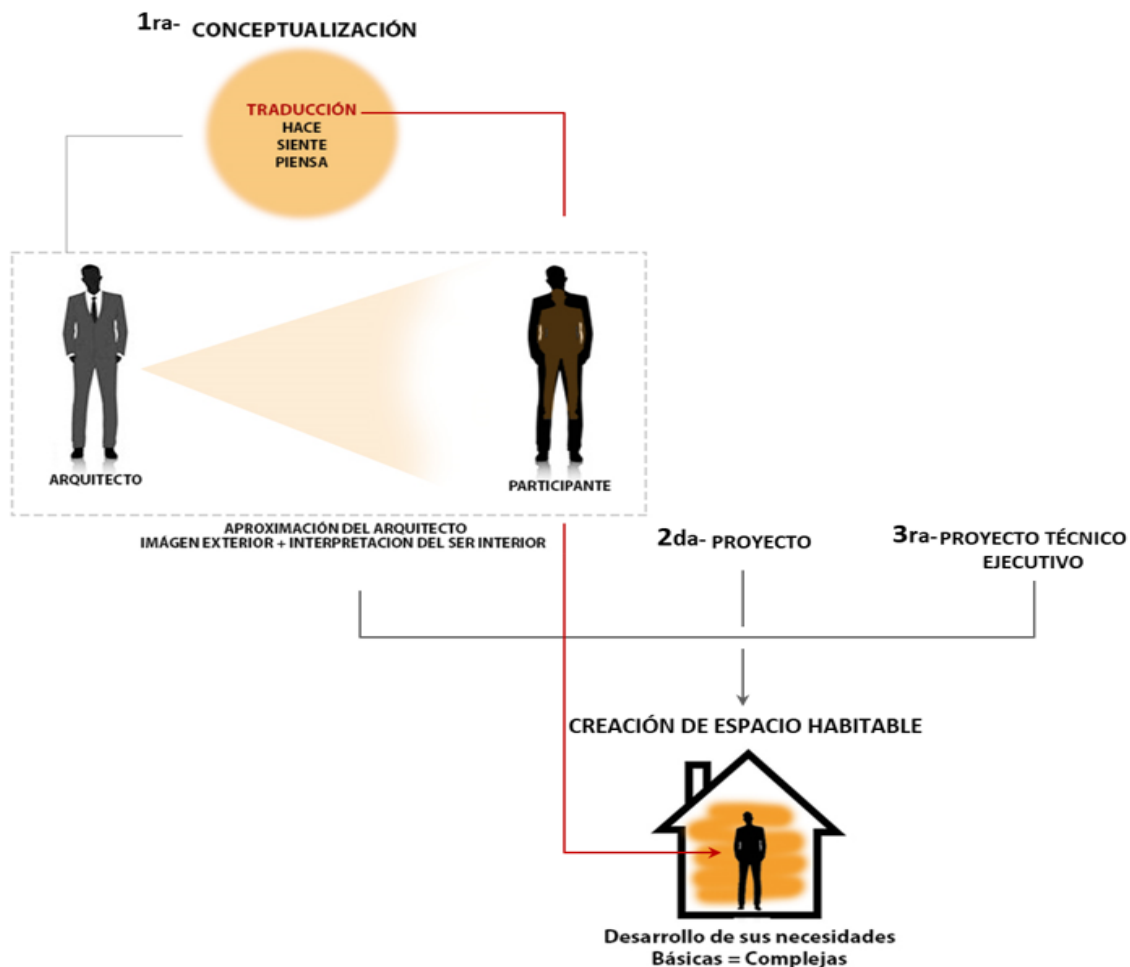 1ra- CONCEPTUALIZACIÓN
TRADUCCIÓN
HACE
SIENTE
PIENSA
ARQUITECTO
PARTICIPANTE
APROXIMACIÓN DEL ARQUITECTO
IMÁGEN EXTERIOR + INTERPRETACION DEL SER INTERIOR
2da- PROYECTO
3ra- PROYECTO TÉCNICO
EJECUTIVO
CREACIÓN DE ESPACIO HABITABLE
Desarrollo de sus necesidades
Básicas = Complejas